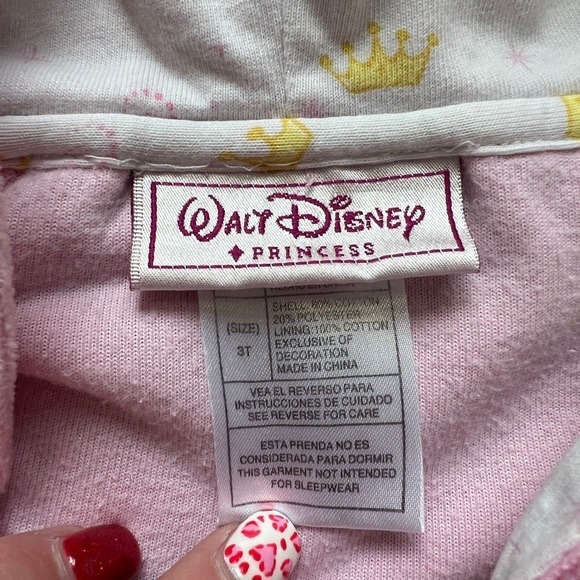 WALT DISNEY
PRINCESS
(SIZE)
3T
SHELL: 80% COTTON
20% POLYESTER
LINING: 100% COTTON
EXCLUSIVE OF
DECORATION
MADE IN CHINA
VEA EL REVERSO PARA
INSTRUCCIONES DE CUIDADO
SEE REVERSE FOR CARE
ESTA PRENDA NO ES
CONSIDERADA PARA DORMIR
THIS GARMENT NOT INTENDED
FOR SLEEPWEAR